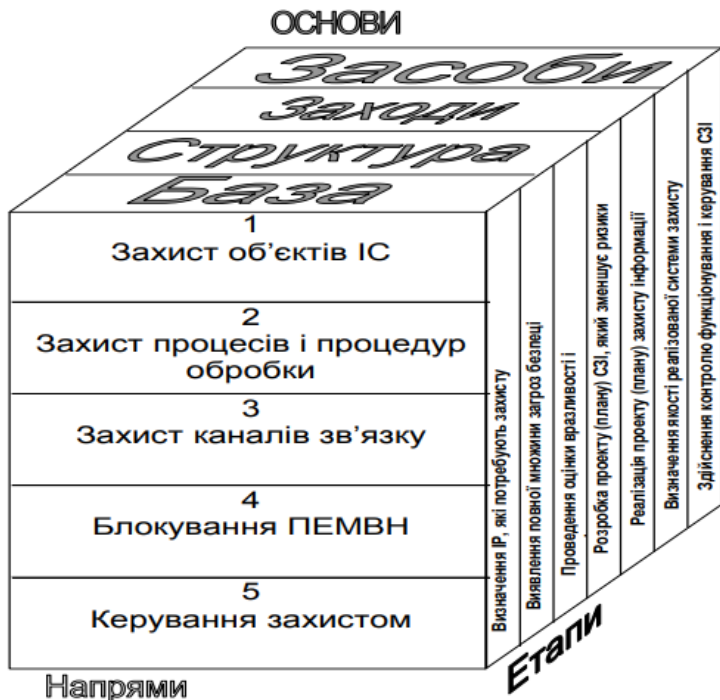 ОСНОВИ
Засоби
Заходи
Структура
База
1
Захист об’єктів ІС
2
Захист процесів і процедур
обробки
3
Захист каналів зв’язку
4
Блокування ПЕМВН
5
Керування захистом
Напрями
Визначення ІР, які потребують захисту
Виявлення повної множини загроз безпеці
Проведення оцінки вразливості і
Розробка проекту (плану) СЗІ, який зменшує ризики
Реалізація проекту (плану) захисту інформації
Визначення якості реалізованої системи захисту
Здійснення контролю функціонування і керування СЗІ
Етапи